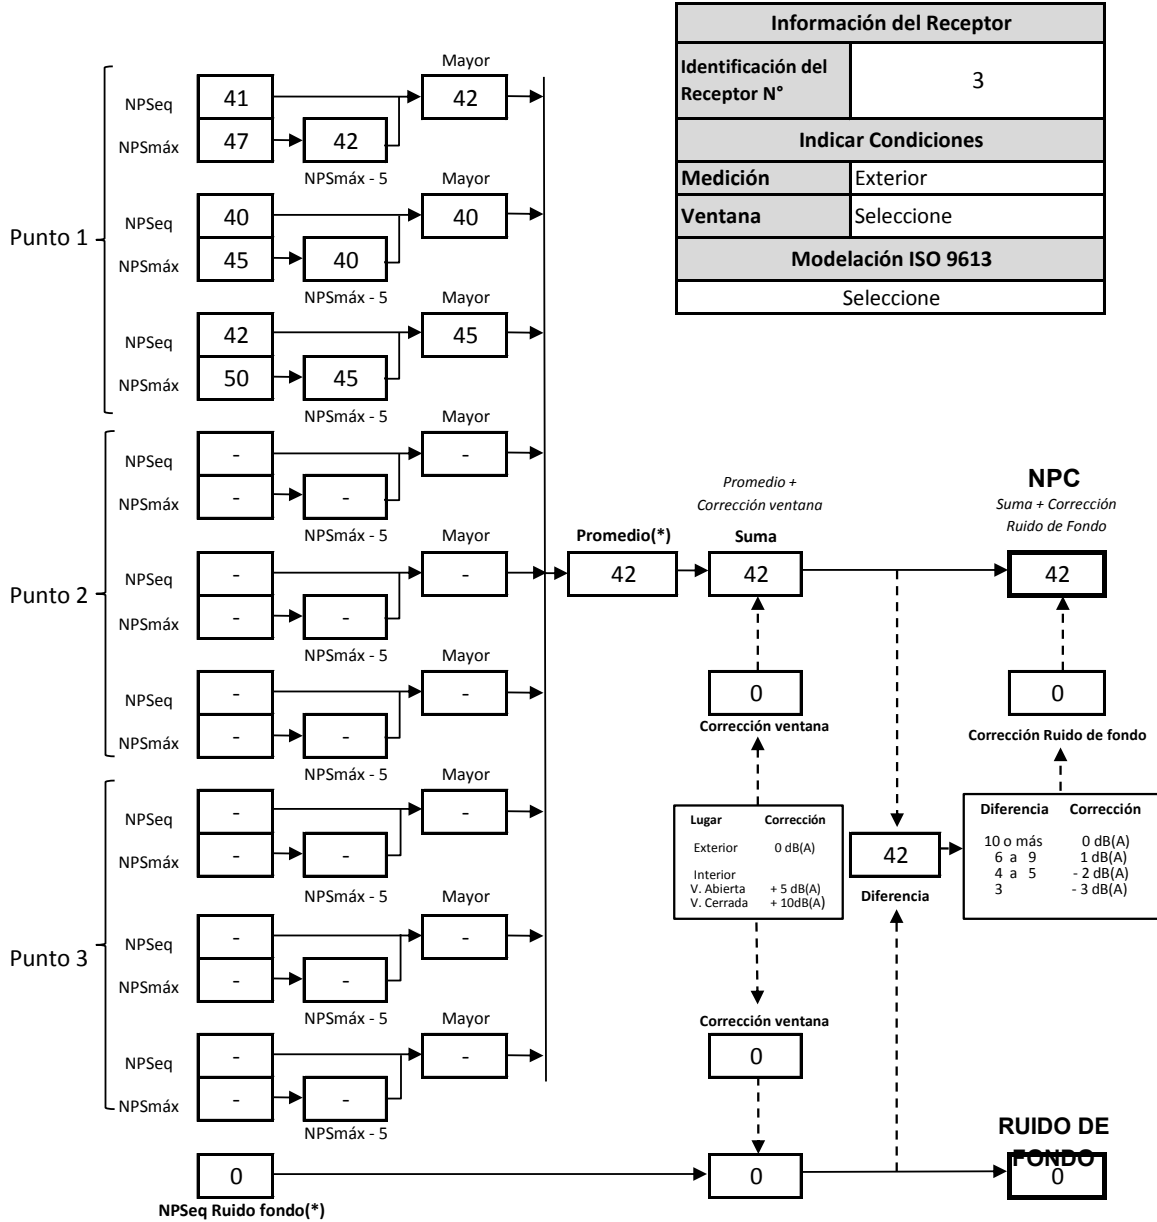 Información del Receptor
Identificación del
Receptor N°
3
Indicar Condiciones
Medición
Exterior
Ventana
Seleccione
Modelación ISO 9613
Seleccione
Punto 1
Mayor
NPSeq
41
42
NPSmáx
47
42
NPSmáx - 5
Mayor
NPSeq
40
40
NPSmáx
45
40
NPSmáx - 5
Mayor
NPSeq
42
45
NPSmáx
50
45
NPSmáx - 5
Punto 2
Mayor
NPSeq
-
-
NPSmáx
-
-
NPSmáx - 5
Mayor
NPSeq
-
-
NPSmáx
-
-
NPSmáx - 5
Mayor
NPSeq
-
-
NPSmáx
-
-
NPSmáx - 5
Punto 3
Mayor
NPSeq
-
-
NPSmáx
-
-
NPSmáx - 5
Mayor
NPSeq
-
-
NPSmáx
-
-
NPSmáx - 5
Mayor
NPSeq
-
-
NPSmáx
-
-
NPSmáx - 5
0
NPSeq Ruido fondo(*)
Promedio(*)
42
Promedio +
Corrección ventana
Suma
42
0
Corrección ventana
Lugar Corrección
Exterior 0 dB(A)
Interior
V. Abierta + 5 dB(A)
V. Cerrada + 10dB(A)
Corrección ventana
0
0
42
Diferencia
NPC
Suma + Corrección
Ruido de Fondo
42
0
Corrección Ruido de fondo
Diferencia Corrección
10 o más 0 dB(A)
6 a 9 1 dB(A)
4 a 5 - 2 dB(A)
3 - 3 dB(A)
RUIDO DE
FONDO
0